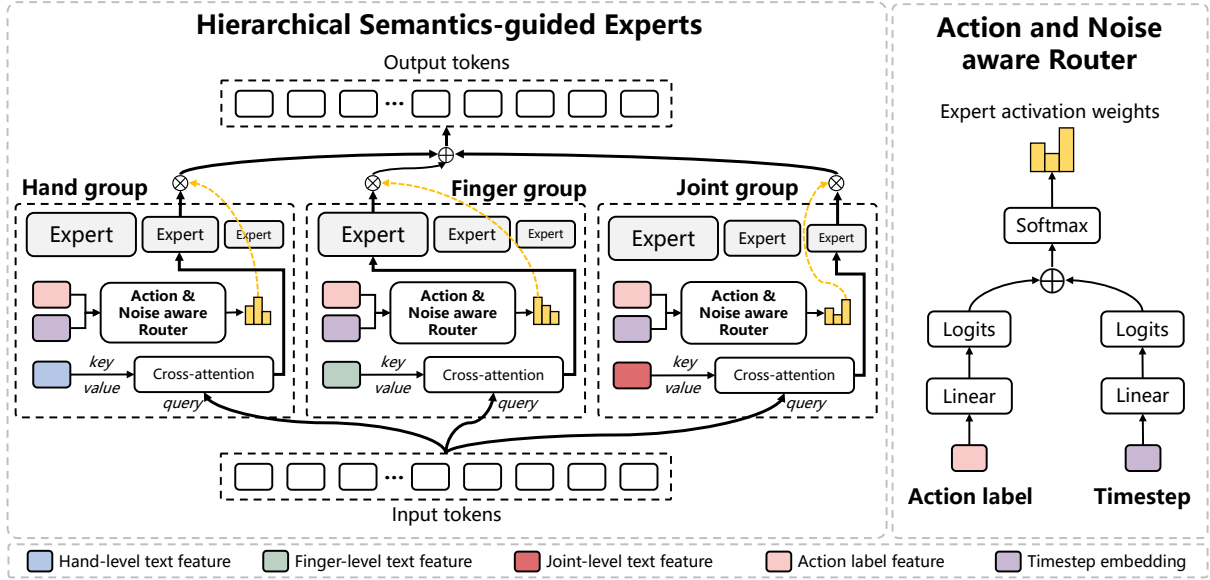 Hierarchical Semantics-guided Experts
Output tokens
...
Hand group
Finger group
Joint group
Expert
Expert
Expert
Expert
Expert
Expert
Expert
Expert
Expert
Action &
Noise aware
Router
Action &
Noise aware
Router
Action &
Noise aware
Router
key
value
Cross-attention
query
key
value
Cross-attention
query
key
value
Cross-attention
query
...
Input tokens
Action and Noise
aware Router
Expert activation weights
Softmax
Logits
Logits
Linear
Linear
Action label
Timestep
Hand-level text feature
Finger-level text feature
Joint-level text feature
Action label feature
Timestep embedding